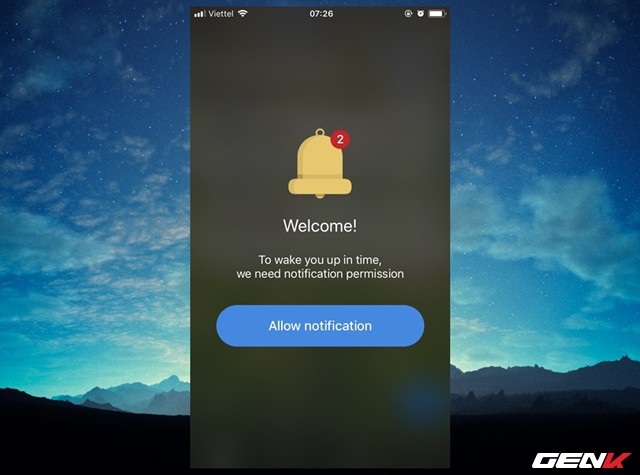 Viettel 07:26
2
Welcome!
To wake you up in time,
we need notification permission
Allow notification
GENK